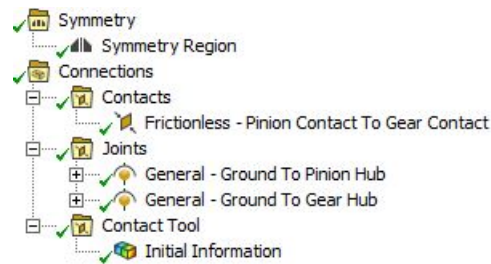 Symmetry
Symmetry Region
Connections
Contacts
Frictionless - Pinion Contact To Gear Contact
Joints
General - Ground To Pinion Hub
General - Ground To Gear Hub
Contact Tool
Initial Information